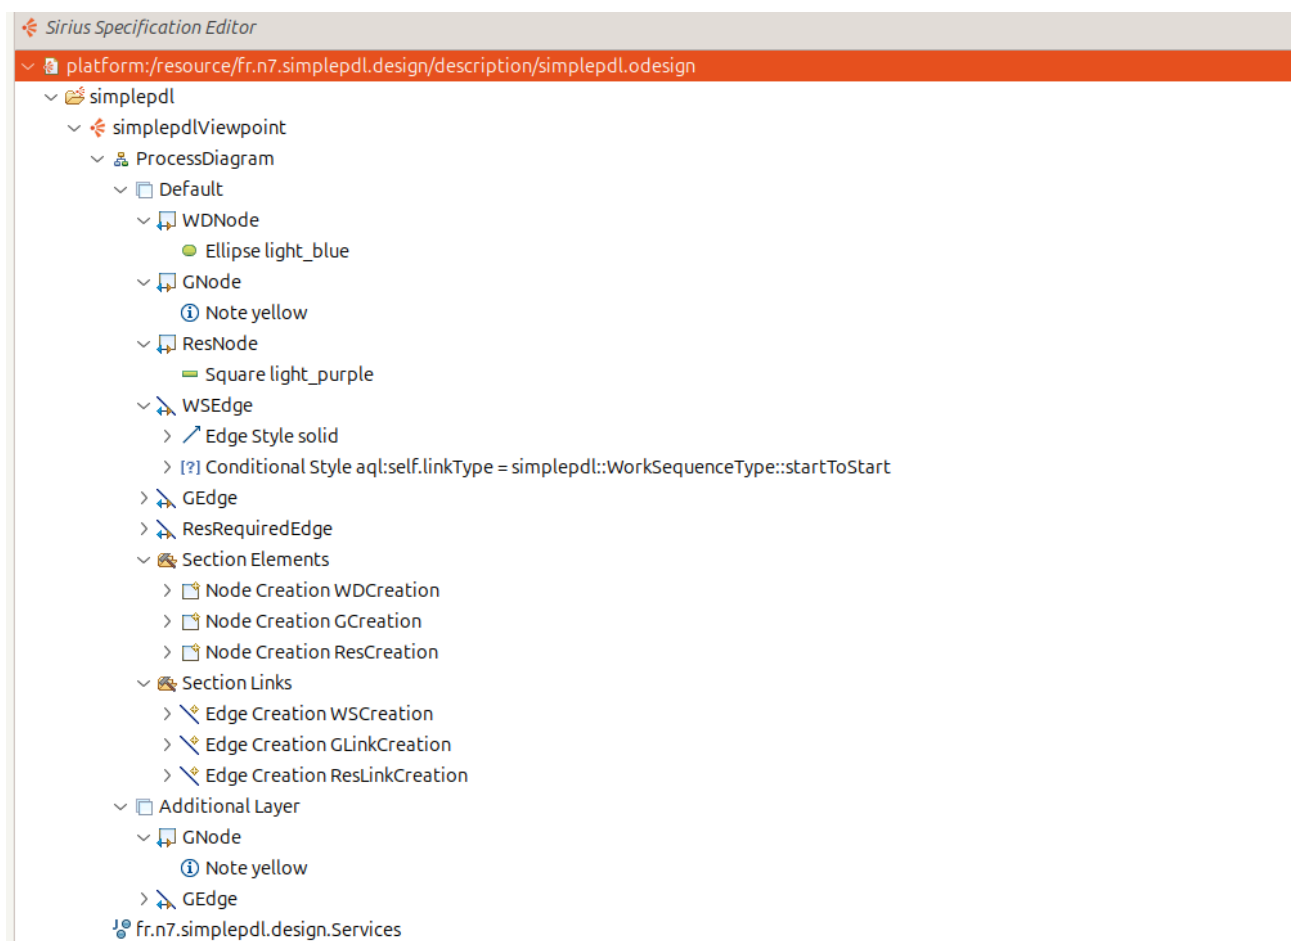 Sirius Specification Editor
platform:/resource/fr.n7.simplepdl.design/description/simplepdl.odesign
simplepdl
simplepdlViewpoint
ProcessDiagram
Default
WDNode
Ellipse light_blue
GNode
Note yellow
ResNode
Square light_purple
WSEdge
Edge Style solid
[?] Conditional Style aql:self.linkType = simplepdl::WorkSequenceType::startToStart
GEdge
ResRequiredEdge
Section Elements
Node Creation WDCreation
Node Creation GCreation
Node Creation ResCreation
Section Links
Edge Creation WSCreation
Edge Creation GLinkCreation
Edge Creation ResLinkCreation
Additional Layer
GNode
Note yellow
GEdge
fr.n7.simplepdl.design.Services